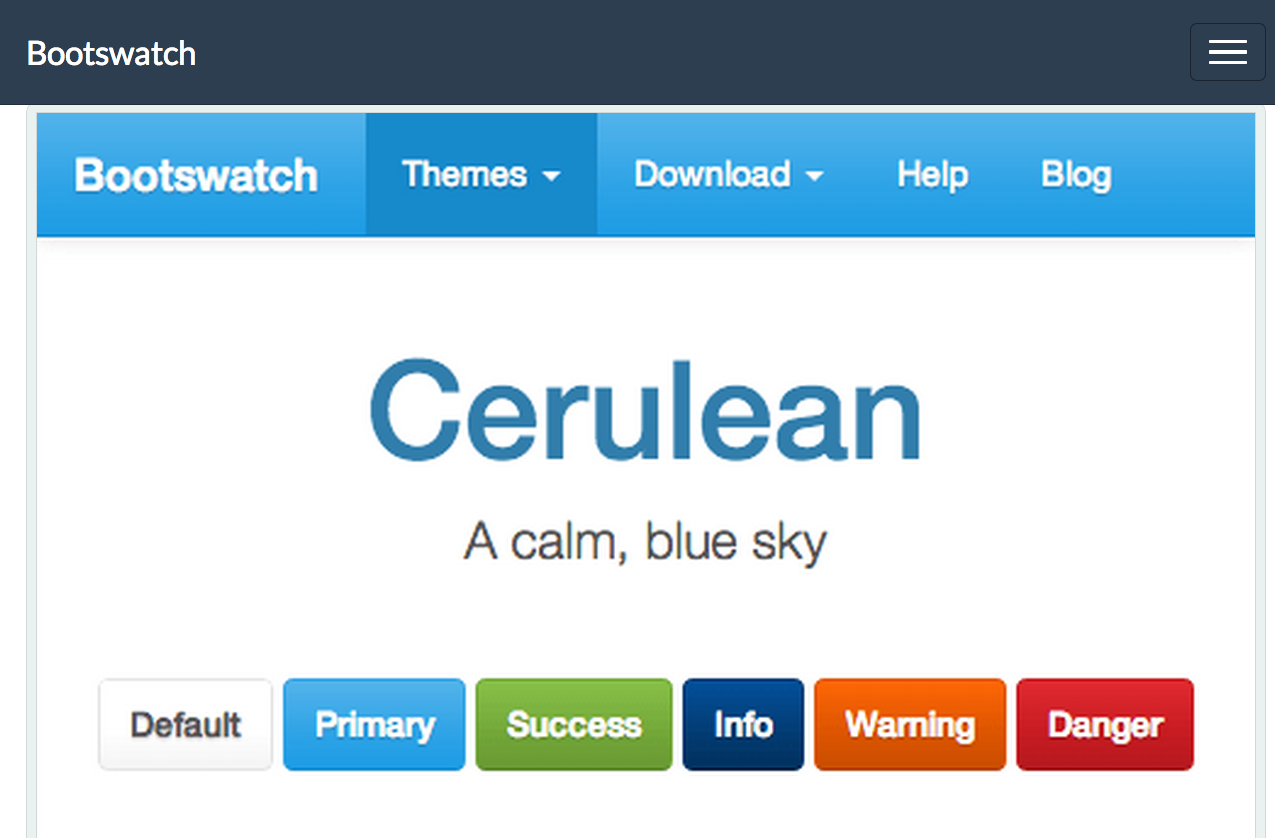 Bootswatch
Bootswatch Themes Download Help Blog
Cerulean
A calm, blue sky
Default Primary Success Info Warning Danger